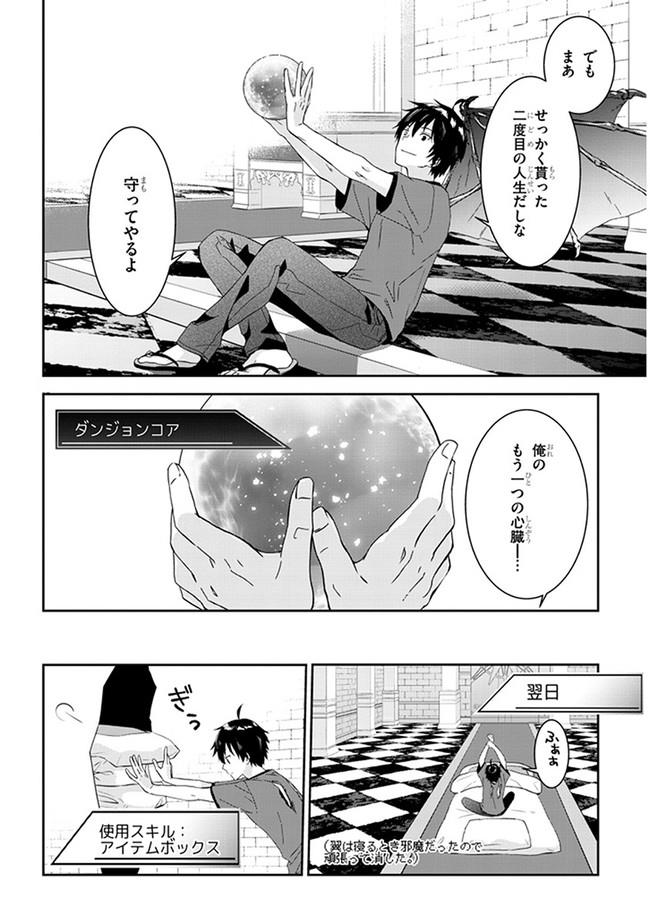 でも
まあ
せっかく貰った
二度目の人生だしな
守ってやるよ
俺の
もう一つの心臓――…
ダンジョンコア
翌日
ふぁぁ
(翼は寝るとき邪魔だったので
頑張って消した。)
ぎゅっ
使用スキル:
アイテムボックス